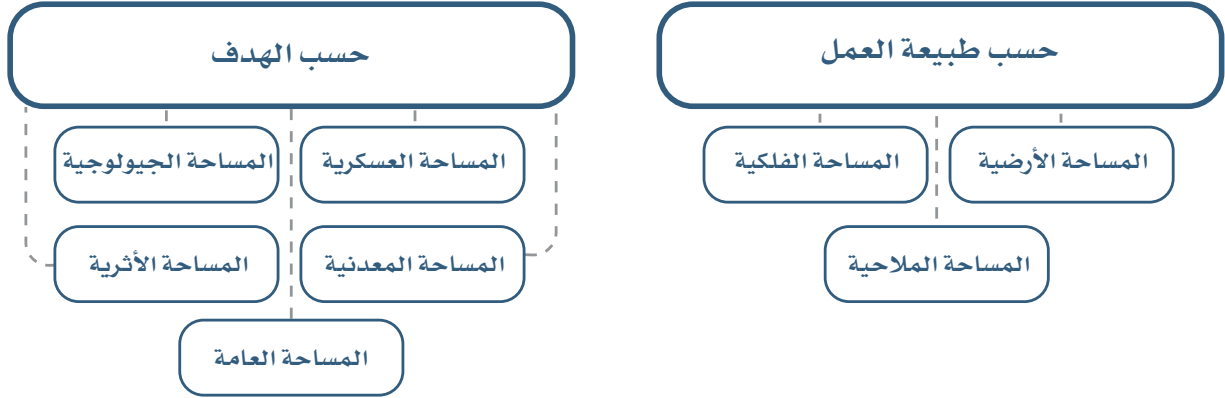 حسب طبيعة العمل
المساحة الأرضية
المساحة الفلكية
المساحة الملاحية
حسب الهدف
المساحة العسكرية
المساحة الجيولوجية
المساحة المعدنية
المساحة الأثرية
المساحة العامة